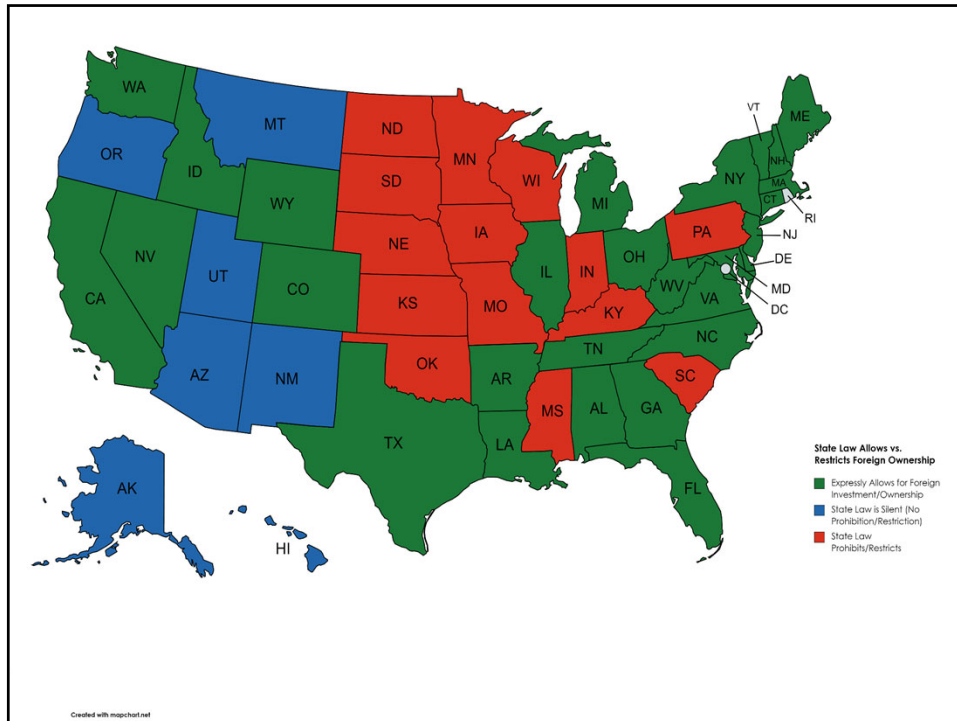 WA
MT
ND
MN
VT
ME
OR
ID
SD
WI
NY
NH
MA
CT
RI
WY
MI
IA
PA
NJ
NE
NV
OH
DE
IL
IN
UT
CO
WV
MD
CA
VA
DC
KS
MO
KY
NC
TN
OK
AZ
NM
AR
SC
MS
AL
GA
TX
LA
State Law Allows vs.
Restricts Foreign Ownership
Expressly Allows for Foreign
Investment/Ownership
State Law is Silent (No
Prohibition/Restriction)
State Law
Prohibits/Restricts
FL
AK
HI
Created with mapchart.net